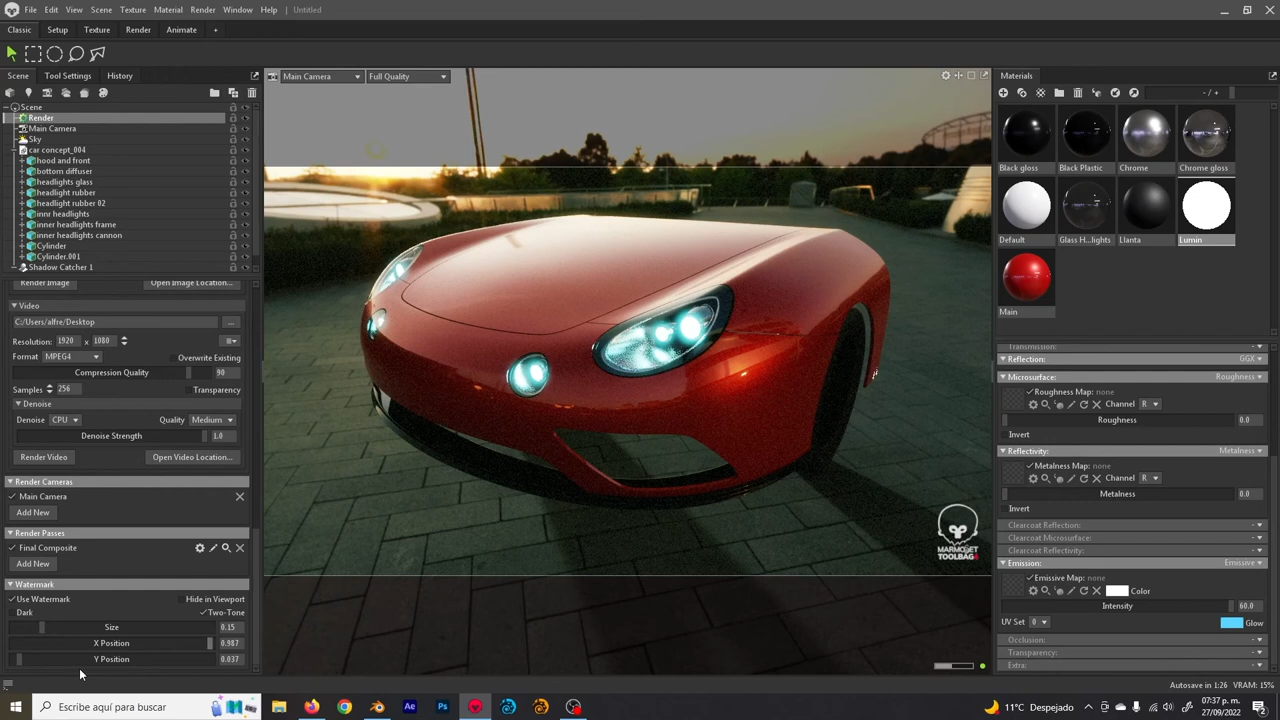 File Edit View Scene Texture Material Render Window Help Untitled
Classic Setup Texture Render Animate +
Scene Tool Settings History
Main Camera Full Quality
Materials
- / +
Scene
Render
Main Camera
Sky
car concept_004
hood and front
bottom diffuser
headlights glass
headlight rubber
headlight rubber 02
innr headlights
inner headlights frame
inner headlights cannon
Cylinder
Cylinder.001
Shadow Catcher 1
Render Image Open Image Location...
Video
C:/Users/alfre/Desktop ...
Resolution: 1920 x 1080
Format MPEG4 Overwrite Existing
Compression Quality 90
Samples 256 Transparency
Denoise
Denoise CPU Quality Medium
Denoise Strength 1.0
Render Video Open Video Location...
Render Cameras
Main Camera
Add New
Render Passes
Final Composite
Add New
Watermark
Use Watermark Hide in Viewport
Dark Two-Tone
Size 0.15
X Position 0.987
Y Position 0.037
MARMOSET
TOOLBAG
Black gloss Black Plastic Chrome Chrome gloss
Default Glass H...lights Llanta Lumin
Main
Transmission:
Reflection: GGX
Microsurface: Roughness
Roughness Map: none
Channel R
Roughness 0.0
Invert
Reflectivity: Metalness
Metalness Map: none
Channel R
Metalness 0.0
Invert
Clearcoat Reflection:
Clearcoat Microsurface:
Clearcoat Reflectivity:
Emission: Emissive
Emissive Map: none
Color
Intensity 60.0
UV Set 0 Glow
Occlusion:
Transparency:
Extra:
Autosave in 1:26 VRAM: 15%
Escribe aquí para buscar
Ae Ps
11°C Despejado
07:37 p. m.
27/09/2022
2